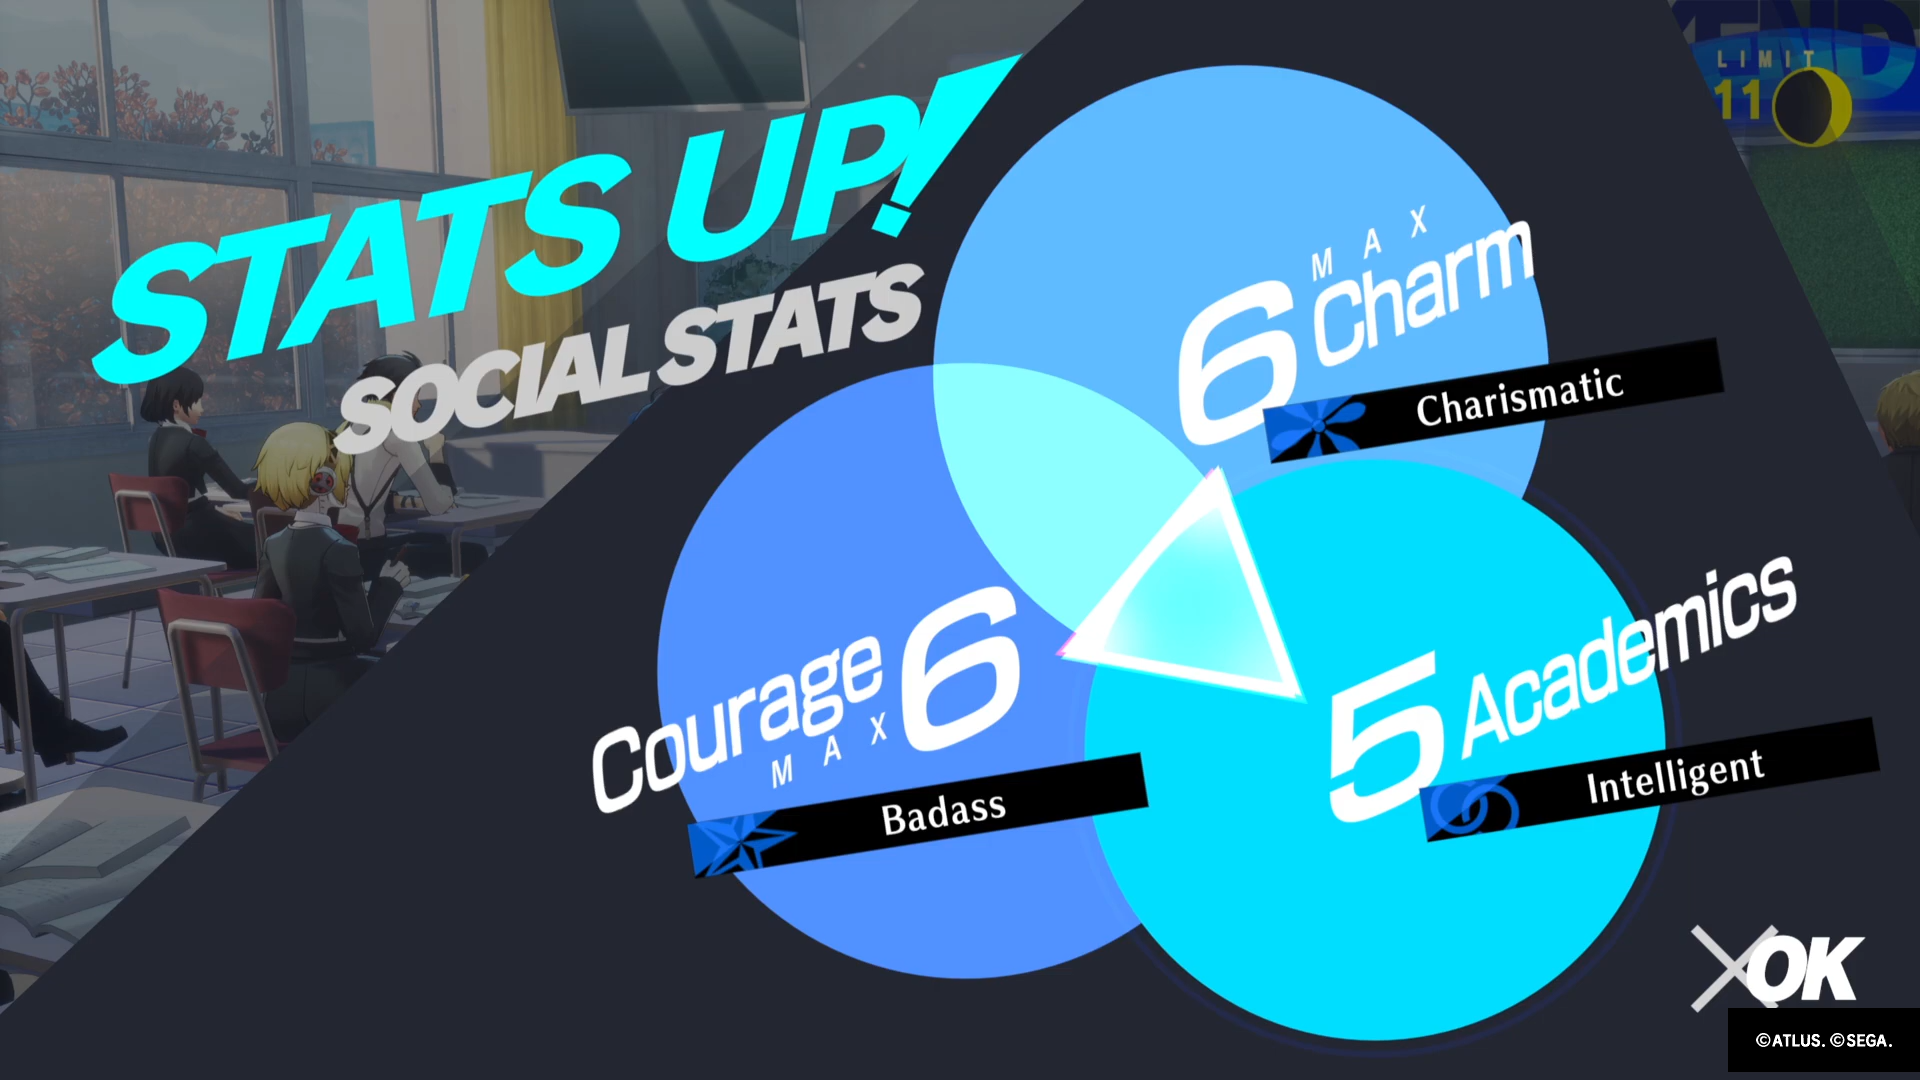 STATS UP!
SOCIAL STATS
LIMIT
11
MAX
6 Charm
Charismatic
Courage 6
MAX
Badass
5 Academics
Intelligent
OK
©ATLUS. ©SEGA.